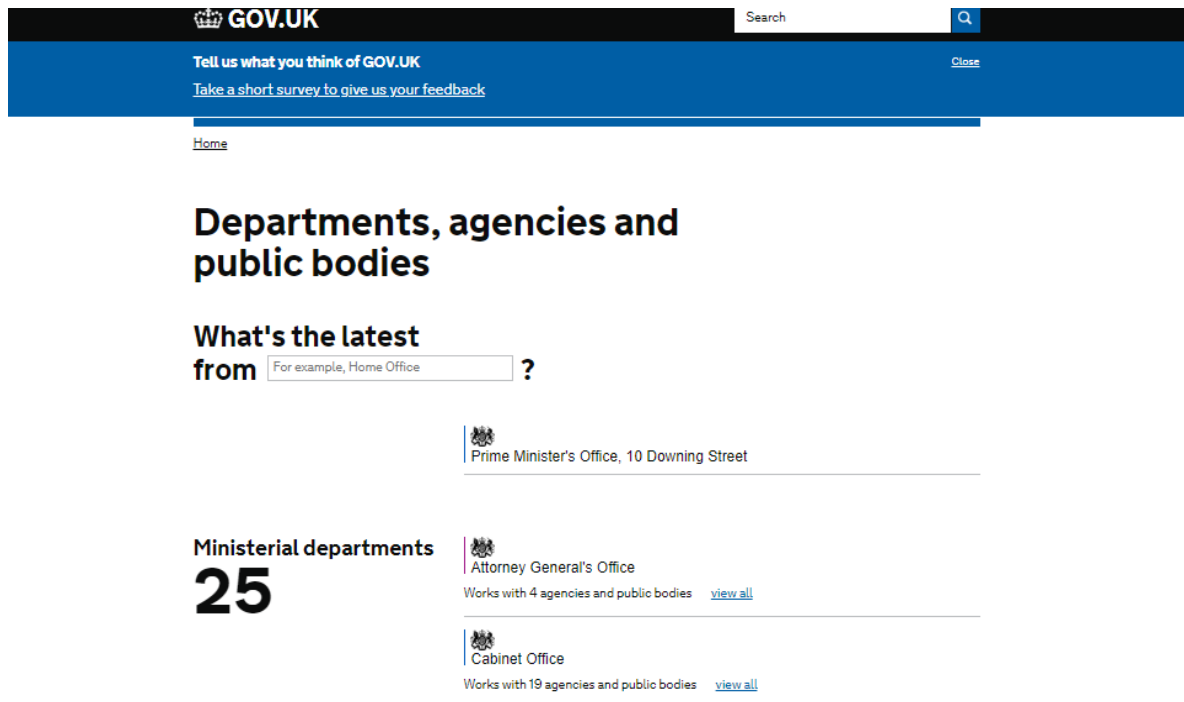 GOV.UK
Search
Tell us what you think of GOV.UK
Close
Take a short survey to give us your feedback
Home
Departments, agencies and
public bodies
What's the latest
from For example, Home Office ?
Prime Minister's Office, 10 Downing Street
Ministerial departments
25
Attorney General's Office
Works with 4 agencies and public bodies view all
Cabinet Office
Works with 19 agencies and public bodies view all